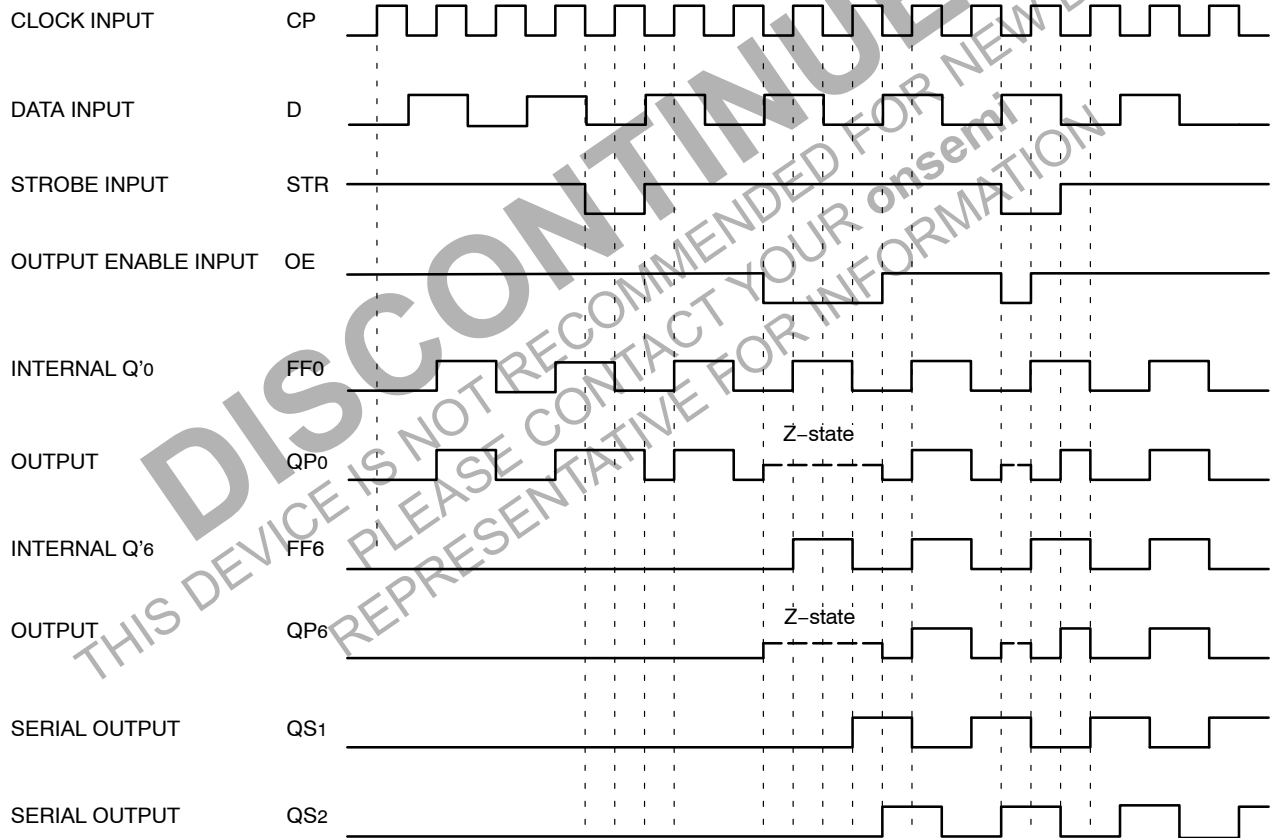 CLOCK INPUT CP
DATA INPUT D
STROBE INPUT STR
OUTPUT ENABLE INPUT OE
INTERNAL Q'0 FF0
Z–state
OUTPUT QP0
INTERNAL Q'6 FF6
Z–state
OUTPUT QP6
SERIAL OUTPUT QS1
SERIAL OUTPUT QS2
DISCONTINUE
THIS DEVICE IS NOT RECOMMENDED FOR NEW
PLEASE CONTACT YOUR onsemi
REPRESENTATIVE FOR INFORMATION